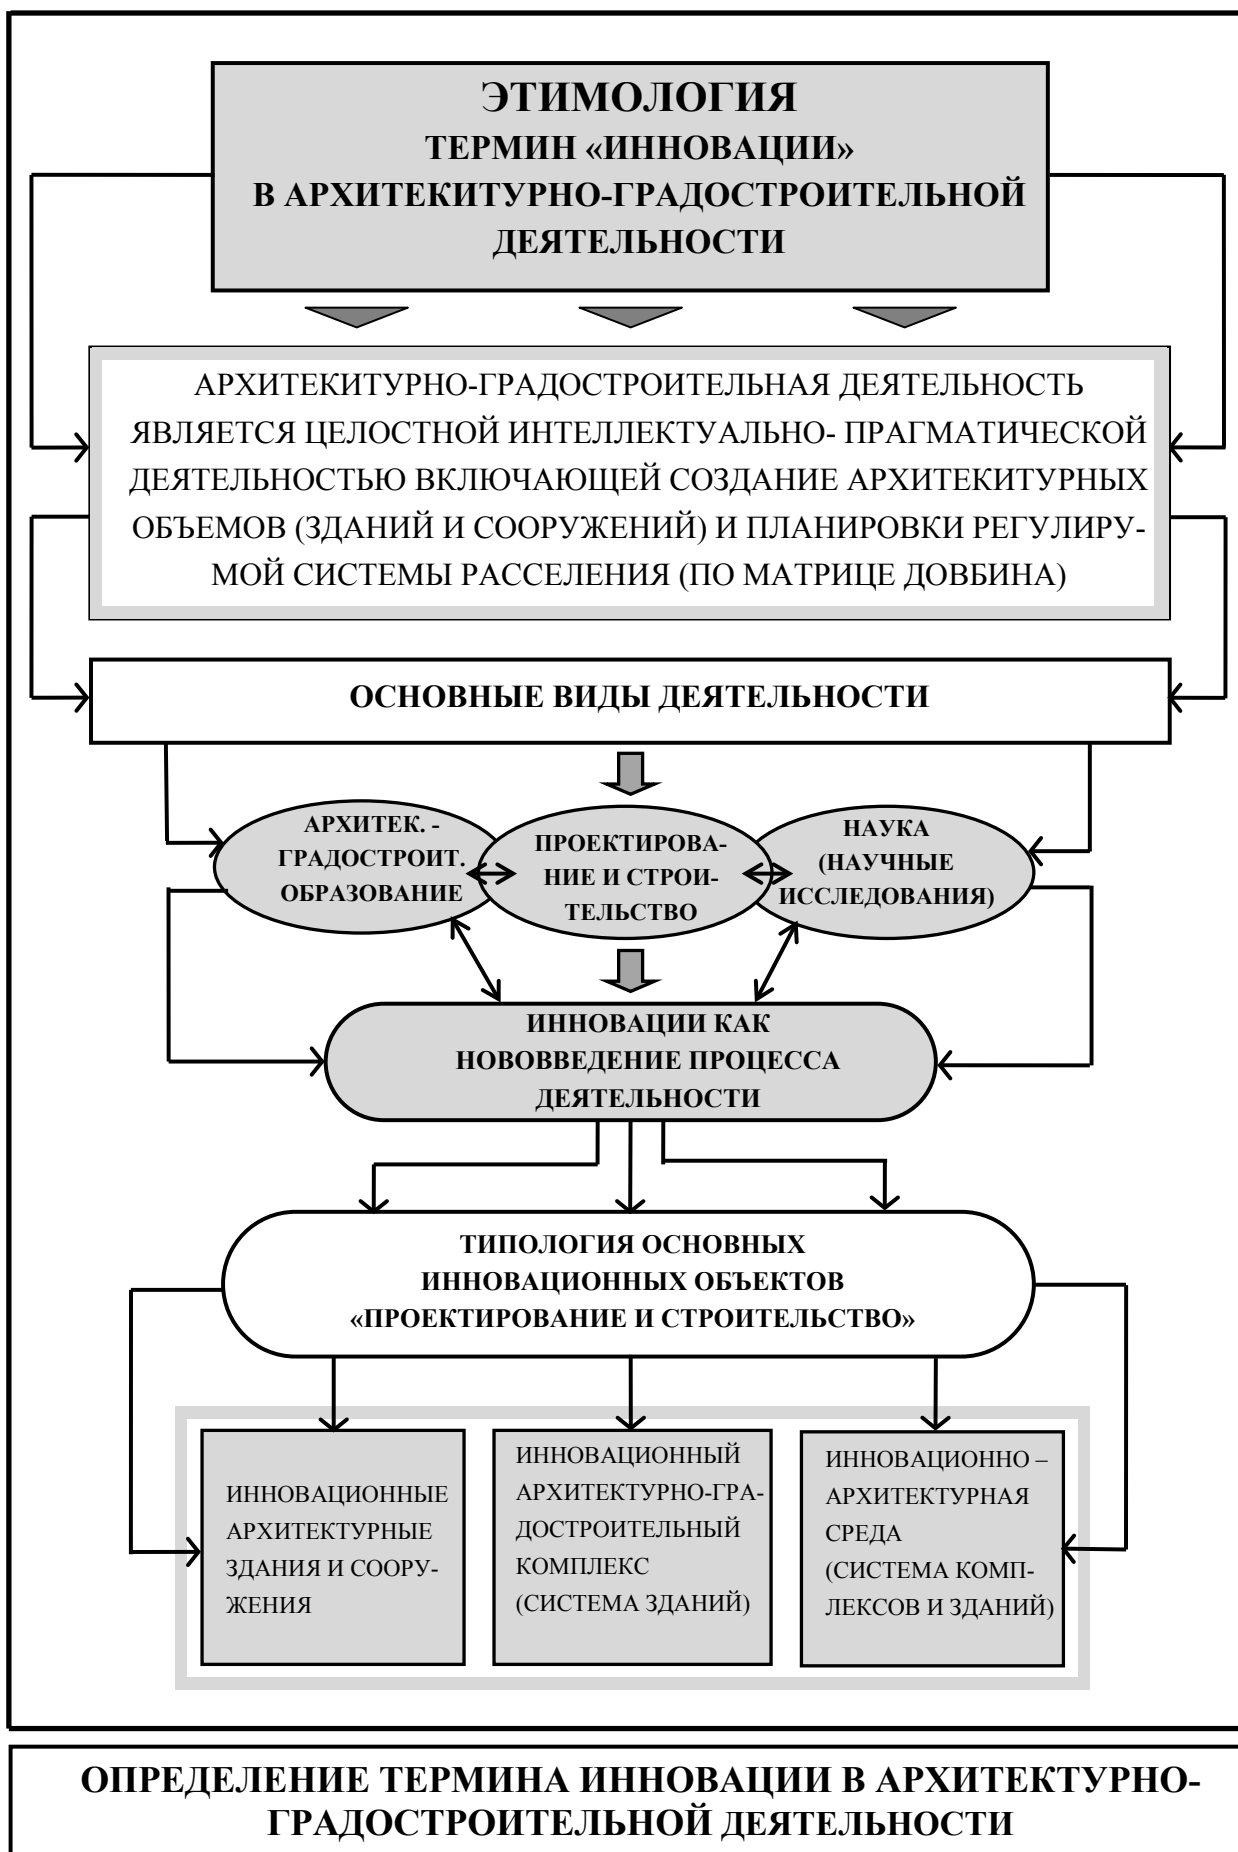 ЭТИМОЛОГИЯ
ТЕРМИН «ИННОВАЦИИ»
В АРХИТЕКИТУРНО-ГРАДОСТРОИТЕЛЬНОЙ
ДЕЯТЕЛЬНОСТИ
АРХИТЕКИТУРНО-ГРАДОСТРОИТЕЛЬНАЯ ДЕЯТЕЛЬНОСТЬ
ЯВЛЯЕТСЯ ЦЕЛОСТНОЙ ИНТЕЛЛЕКТУАЛЬНО- ПРАГМАТИЧЕСКОЙ
ДЕЯТЕЛЬНОСТЬЮ ВКЛЮЧАЮЩЕЙ СОЗДАНИЕ АРХИТЕКИТУРНЫХ
ОБЪЕМОВ (ЗДАНИЙ И СООРУЖЕНИЙ) И ПЛАНИРОВКИ РЕГУЛИРУ-
МОЙ СИСТЕМЫ РАССЕЛЕНИЯ (ПО МАТРИЦЕ ДОВБИНА)
ОСНОВНЫЕ ВИДЫ ДЕЯТЕЛЬНОСТИ
АРХИТЕК. -
ГРАДОСТРОИТ.
ОБРАЗОВАНИЕ
ПРОЕКТИРОВА-
НИЕ И СТРОИ-
ТЕЛЬСТВО
НАУКА
(НАУЧНЫЕ
ИССЛЕДОВАНИЯ)
ИННОВАЦИИ КАК
НОВОВВЕДЕНИЕ ПРОЦЕССА
ДЕЯТЕЛЬНОСТИ
ТИПОЛОГИЯ ОСНОВНЫХ
ИННОВАЦИОННЫХ ОБЪЕКТОВ
«ПРОЕКТИРОВАНИЕ И СТРОИТЕЛЬСТВО»
ИННОВАЦИОННЫЕ
АРХИТЕКТУРНЫЕ
ЗДАНИЯ И СООРУ-
ЖЕНИЯ
ИННОВАЦИОННЫЙ
АРХИТЕКТУРНО-ГРА-
ДОСТРОИТЕЛЬНЫЙ
КОМПЛЕКС
(СИСТЕМА ЗДАНИЙ)
ИННОВАЦИОННО –
АРХИТЕКТУРНАЯ
СРЕДА
(СИСТЕМА КОМП-
ЛЕКСОВ И ЗДАНИЙ)
ОПРЕДЕЛЕНИЕ ТЕРМИНА ИННОВАЦИИ В АРХИТЕКТУРНО-
ГРАДОСТРОИТЕЛЬНОЙ ДЕЯТЕЛЬНОСТИ